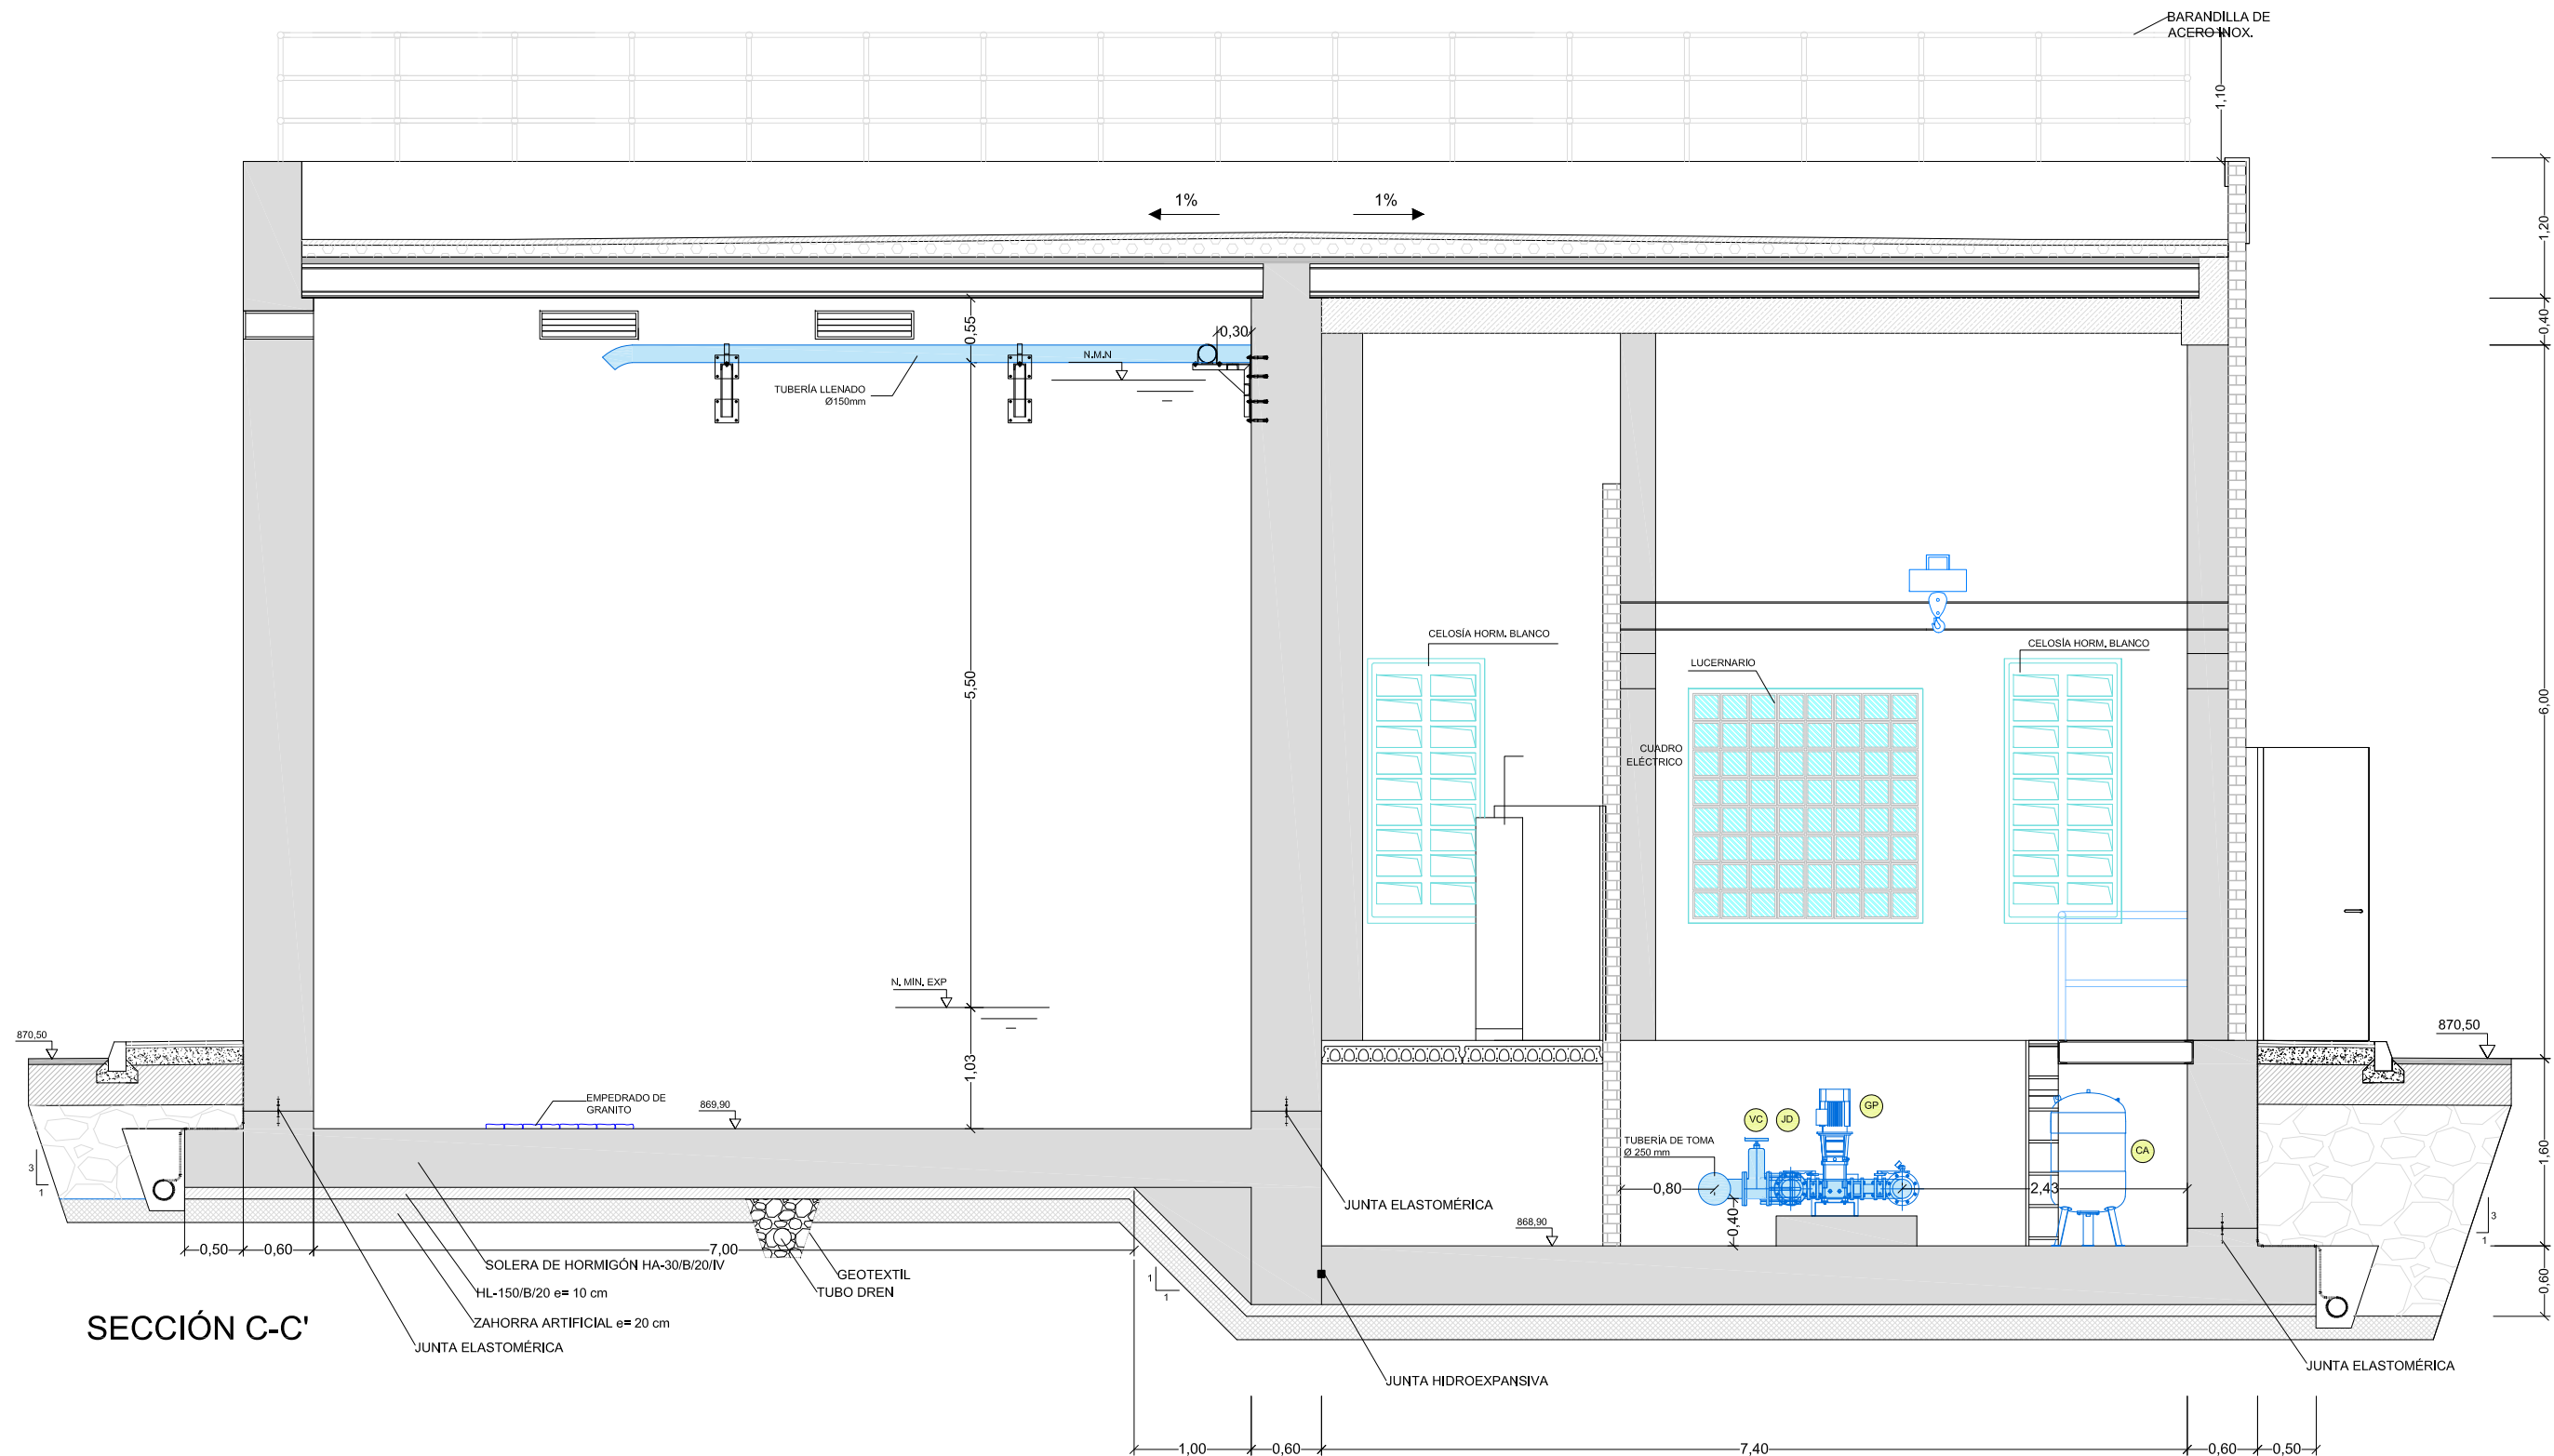 BARANDILLA DE
ACERO INOX.
1,10
1%
1%
1,20
0,55
0,30
0,40
N.M.N
TUBERÍA LLENADO
Ø150mm
CELOSÍA HORM. BLANCO
CELOSÍA HORM. BLANCO
LUCERNARIO
5,50
6,00
CUADRO
ELÉCTRICO
N. MIN. EXP
870,50
870,50
1,03
EMPEDRADO DE
GRANITO
869,90
VC
JD
GP
CA
TUBERÍA DE TOMA
Ø 250 mm
3
1
0,80
2,43
1,60
JUNTA ELASTOMÉRICA
0,40
868,90
3
1
0,50
0,60
7,00
SOLERA DE HORMIGÓN HA-30/B/20/IV
GEOTEXTIL
TUBO DREN
1
1
0,60
HL-150/B/20 e= 10 cm
SECCIÓN C-C'
ZAHORRA ARTIFICIAL e= 20 cm
JUNTA ELASTOMÉRICA
JUNTA HIDROEXPANSIVA
JUNTA ELASTOMÉRICA
1,00
0,60
7,40
0,60
0,50